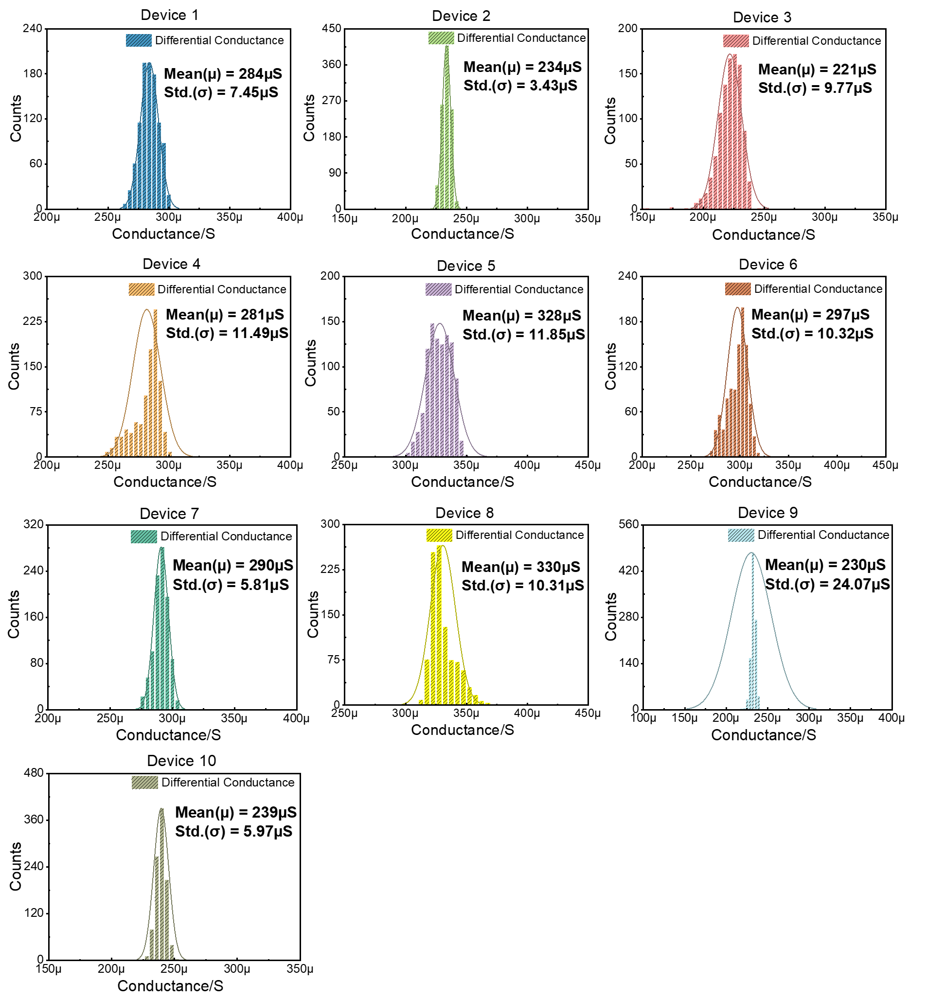 Device 1
240
180
120
60
0
Counts
Differential Conductance
Mean(μ) = 284μS
Std.(σ) = 7.45μS
200μ 250μ 300μ 350μ 400μ
Conductance/S
Device 2
450
360
270
180
90
0
Counts
Differential Conductance
Mean(μ) = 234μS
Std.(σ) = 3.43μS
150μ 200μ 250μ 300μ 350μ
Conductance/S
Device 3
200
150
100
50
0
Counts
Differential Conductance
Mean(μ) = 221μS
Std.(σ) = 9.77μS
150μ 200μ 250μ 300μ 350μ
Conductance/S
Device 4
300
225
150
75
0
Counts
Differential Conductance
Mean(μ) = 281μS
Std.(σ) = 11.49μS
200μ 250μ 300μ 350μ 400μ
Conductance/S
Device 5
200
150
100
50
0
Counts
Differential Conductance
Mean(μ) = 328μS
Std.(σ) = 11.85μS
250μ 300μ 350μ 400μ 450μ
Conductance/S
Device 6
240
180
120
60
0
Counts
Differential Conductance
Mean(μ) = 297μS
Std.(σ) = 10.32μS
200μ 250μ 300μ 350μ 400μ 450μ
Conductance/S
Device 7
320
240
160
80
0
Counts
Differential Conductance
Mean(μ) = 290μS
Std.(σ) = 5.81μS
200μ 250μ 300μ 350μ 400μ
Conductance/S
Device 8
300
225
150
75
0
Counts
Differential Conductance
Mean(μ) = 330μS
Std.(σ) = 10.31μS
250μ 300μ 350μ 400μ 450μ
Conductance/S
Device 9
560
420
280
140
0
Counts
Differential Conductance
Mean(μ) = 230μS
Std.(σ) = 24.07μS
100μ 150μ 200μ 250μ 300μ 350μ 400μ
Conductance/S
Device 10
480
360
240
120
0
Counts
Differential Conductance
Mean(μ) = 239μS
Std.(σ) = 5.97μS
150μ 200μ 250μ 300μ 350μ
Conductance/S